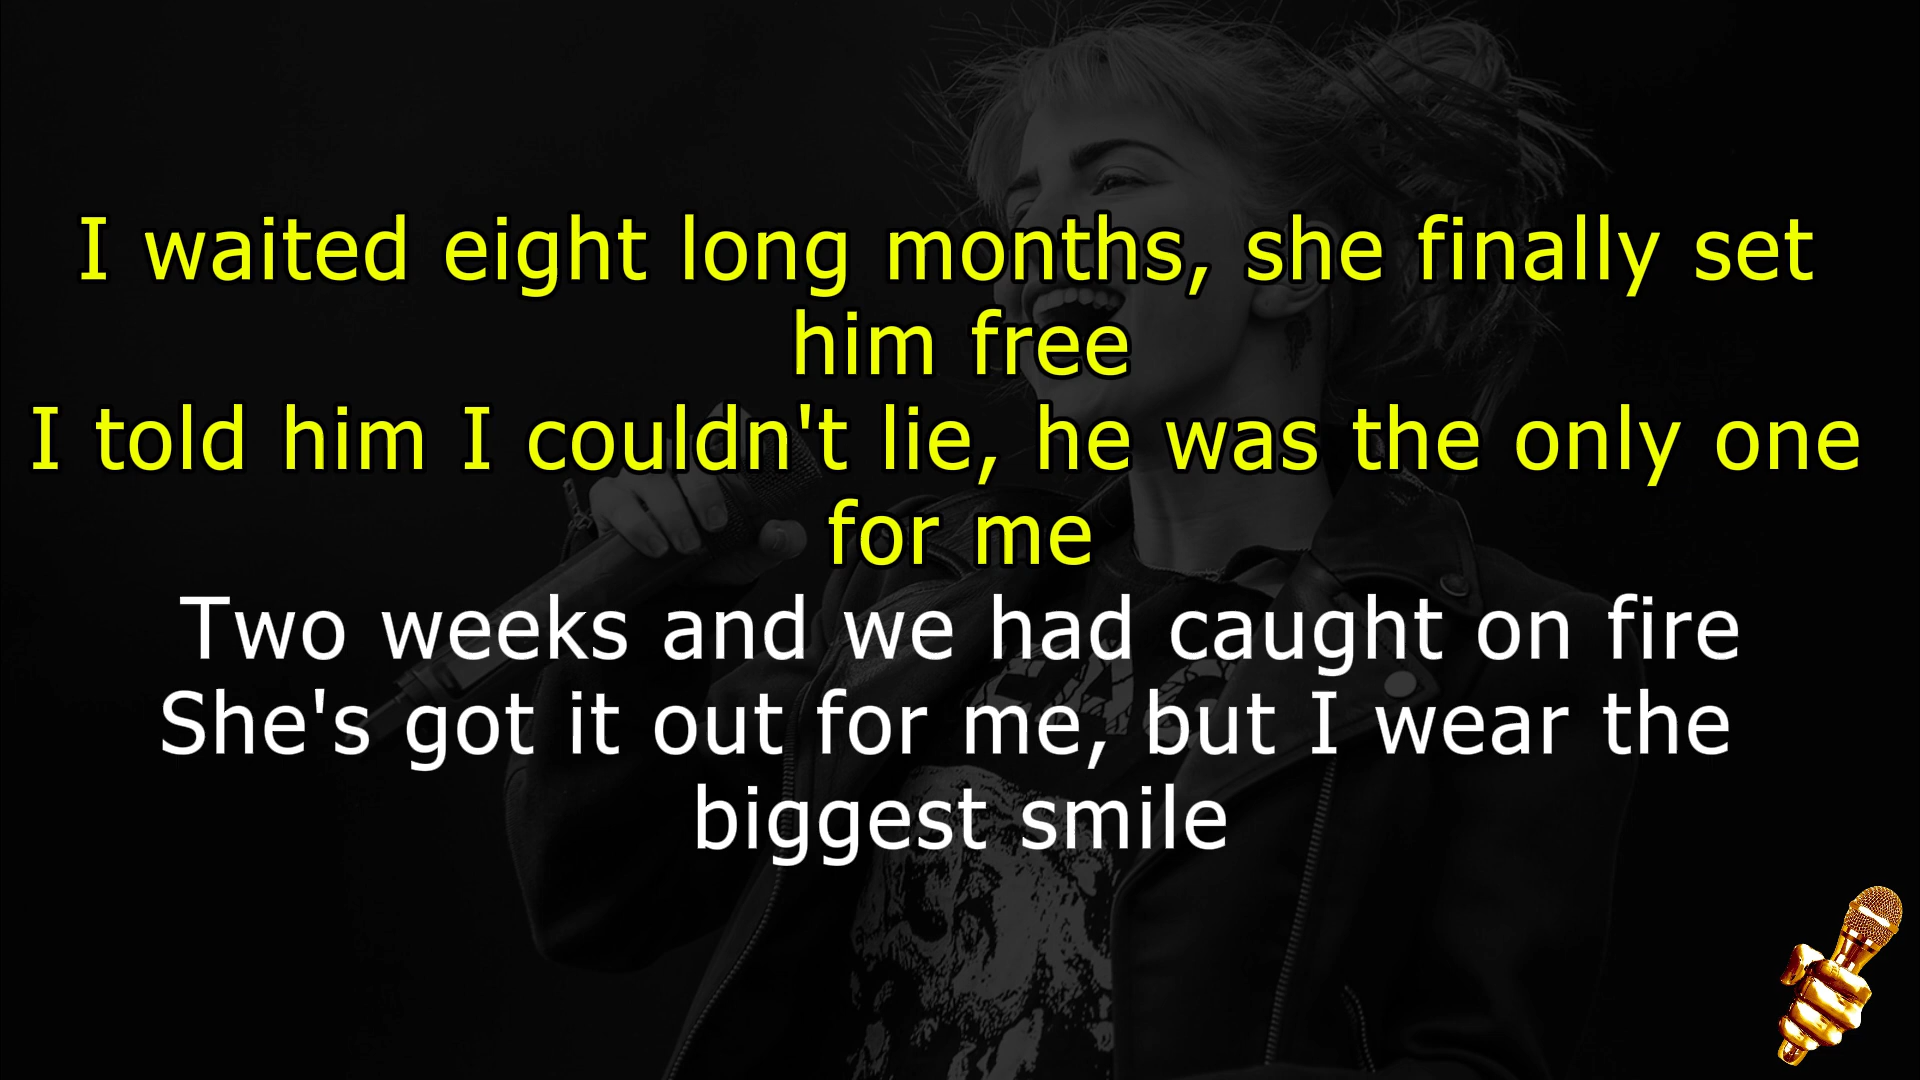 I waited eight long months, she finally set
him free
I told him I couldn't lie, he was the only one
for me
Two weeks and we had caught on fire
She's got it out for me, but I wear the
biggest smile